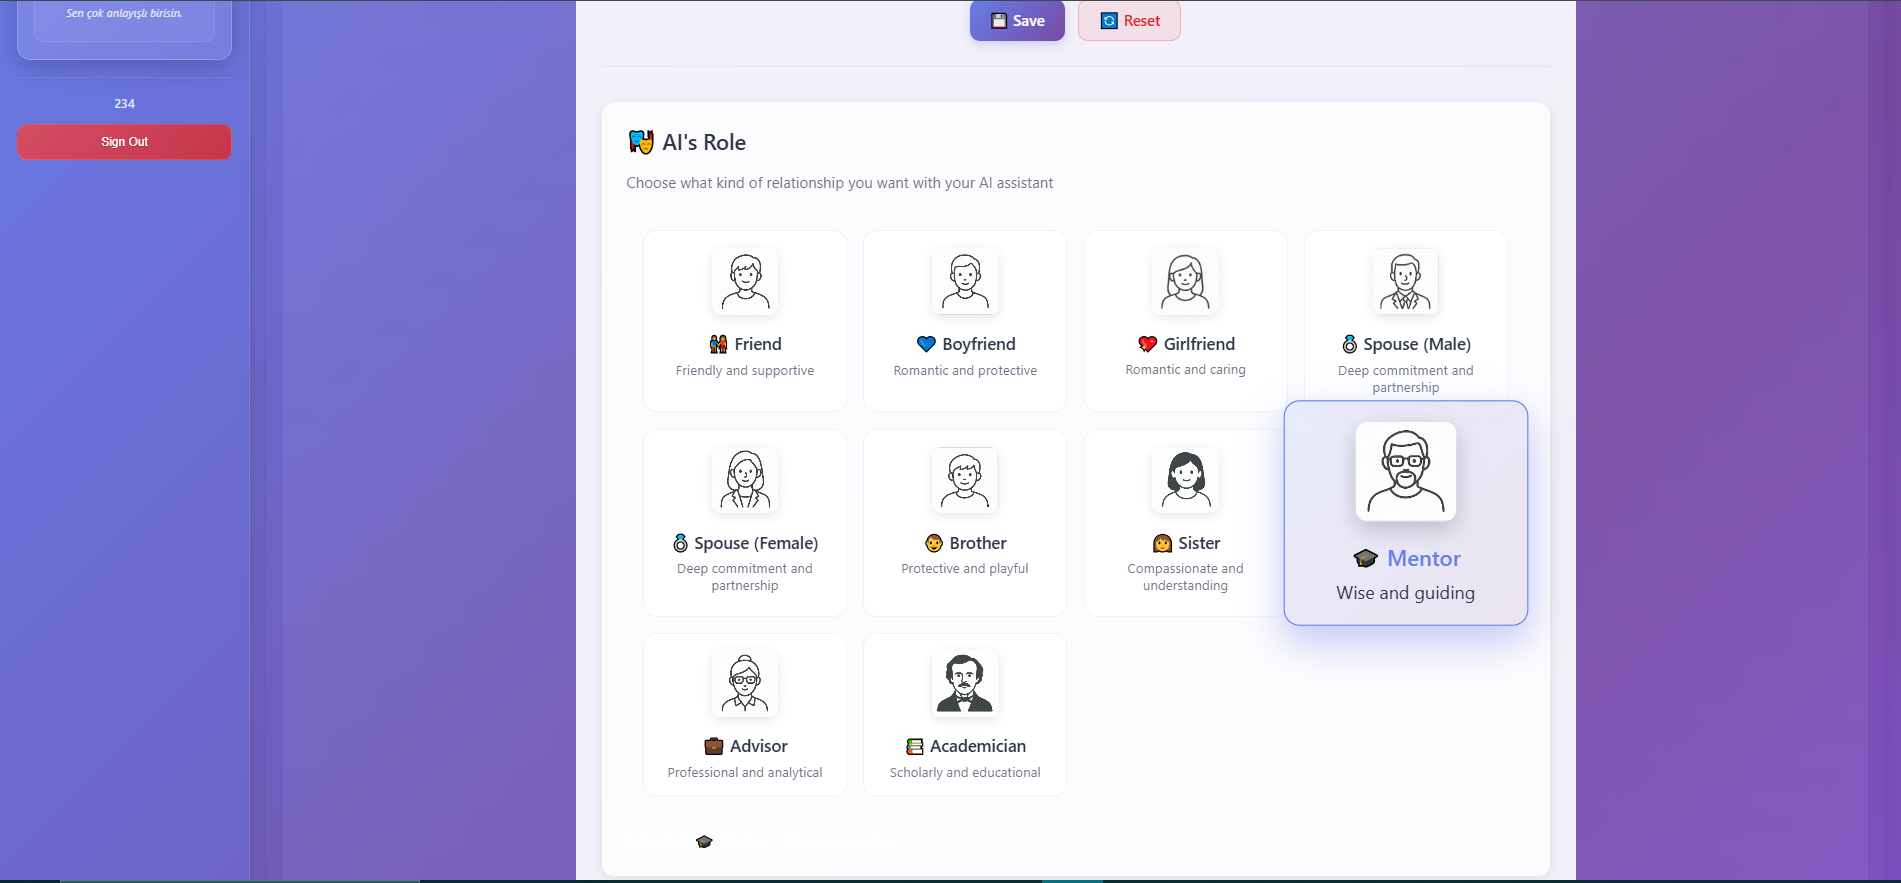 Sen çok anlayışlı birisin.
234
Sign Out
Save
Reset
AI's Role
Choose what kind of relationship you want with your AI assistant
Friend
Friendly and supportive
Boyfriend
Romantic and protective
Girlfriend
Romantic and caring
Spouse (Male)
Deep commitment and
partnership
Spouse (Female)
Deep commitment and
partnership
Brother
Protective and playful
Sister
Compassionate and
understanding
Mentor
Wise and guiding
Advisor
Professional and analytical
Academician
Scholarly and educational